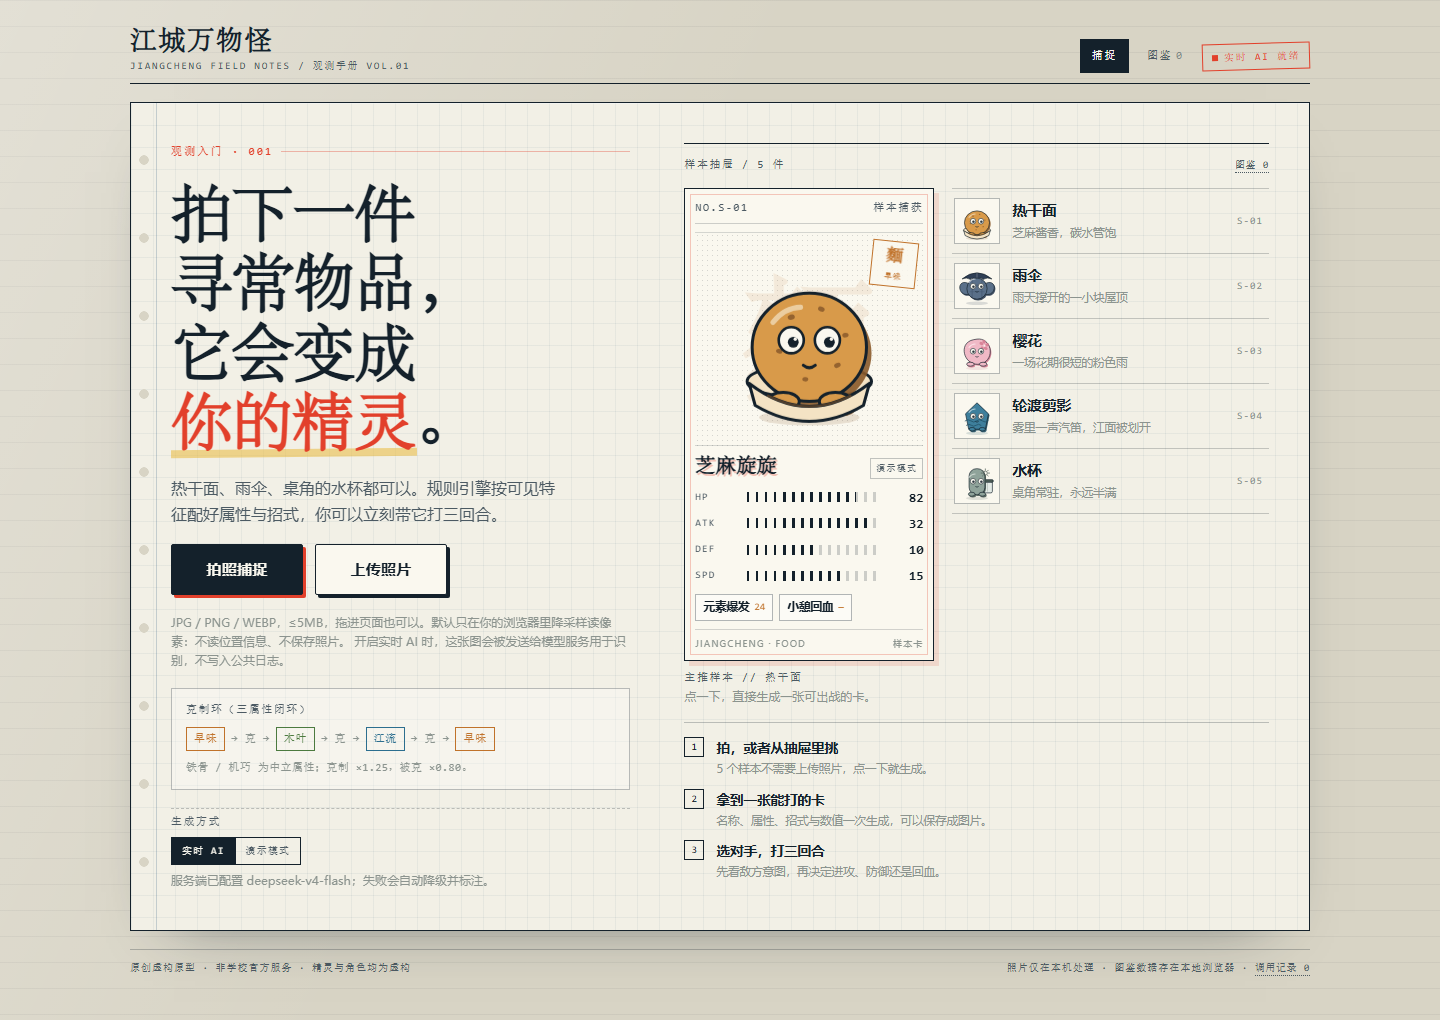 江城万物怪
JIANGCHENG FIELD NOTES / 观测手册 VOL.01
捕捉
图鉴 0
实时 AI 就绪
观测入门 · 001
拍下一件
寻常物品，
它会变成
你的精灵。
热干面、雨伞、桌角的水杯都可以。规则引擎按可见特
征配好属性与招式，你可以立刻带它打三回合。
拍照捕捉
上传照片
JPG / PNG / WEBP，≤5MB，拖进页面也可以。默认只在你的浏览器里降采样读像
素：不读位置信息、不保存照片。 开启实时 AI 时，这张图会被发送给模型服务用于识
别，不写入公共日志。
克制环（三属性闭环）
早味 → 克 → 木叶 → 克 → 江流 → 克 → 早味
铁骨 / 机巧 为中立属性；克制 ×1.25，被克 ×0.80。
生成方式
实时 AI
演示模式
服务端已配置 deepseek-v4-flash；失败会自动降级并标注。
样本抽屉 / 5 件
图鉴 0
NO.S-01
样本捕获
早味
芝麻旋旋
演示模式
HP 82
ATK 32
DEF 10
SPD 15
元素爆发 24
小憩回血 —
JIANGCHENG · FOOD
样本卡
主推样本 // 热干面
点一下，直接生成一张可出战的卡。
热干面
芝麻酱香，碳水管饱
S-01
雨伞
雨天撑开的一小块屋顶
S-02
樱花
一场花期很短的粉色雨
S-03
轮渡剪影
雾里一声汽笛，江面被划开
S-04
水杯
桌角常驻，永远半满
S-05
1
拍，或者从抽屉里挑
5 个样本不需要上传照片，点一下就生成。
2
拿到一张能打的卡
名称、属性、招式与数值一次生成，可以保存成图片。
3
选对手，打三回合
先看敌方意图，再决定进攻、防御还是回血。
原创虚构原型 · 非学校官方服务 · 精灵与角色均为虚构
照片仅在本机处理 · 图鉴数据存在本地浏览器 · 调用记录 0